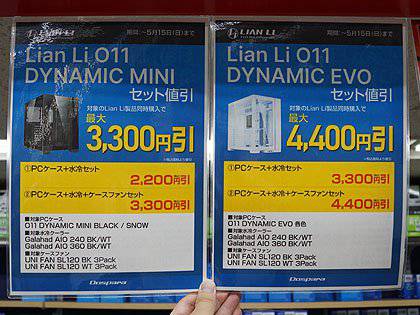 LIAN LI
期間:~5月15日(日)まで
Lian Li O11
DYNAMIC MINI
セット値引
対象のLian Li製品同時購入で
最大
3,300円引
①PCケース+水冷セット
2,200円引
②PCケース+水冷+ケースファンセット
3,300円引
■対象PCケース
O11 DYNAMIC MINI BLACK / SNOW
■対象水冷クーラー
Galahad AIO 240 BK/WT
Galahad AIO 360 BK/WT
■対象ケースファン
UNI FAN SL120 BK 3Pack
UNI FAN SL120 WT 3Pack
Dospara
LIAN LI
期間:~5月15日(日)まで
Lian Li O11
DYNAMIC EVO
セット値引
対象のLian Li製品同時購入で
最大
4,400円引
①PCケース+水冷セット
3,300円引
②PCケース+水冷+ケースファンセット
4,400円引
■対象PCケース
O11 DYNAMIC EVO 各色
■対象水冷クーラー
Galahad AIO 240 BK/WT
Galahad AIO 360 BK/WT
■対象ケースファン
UNI FAN SL120 BK 3Pack
UNI FAN SL120 WT 3Pack
Dospara